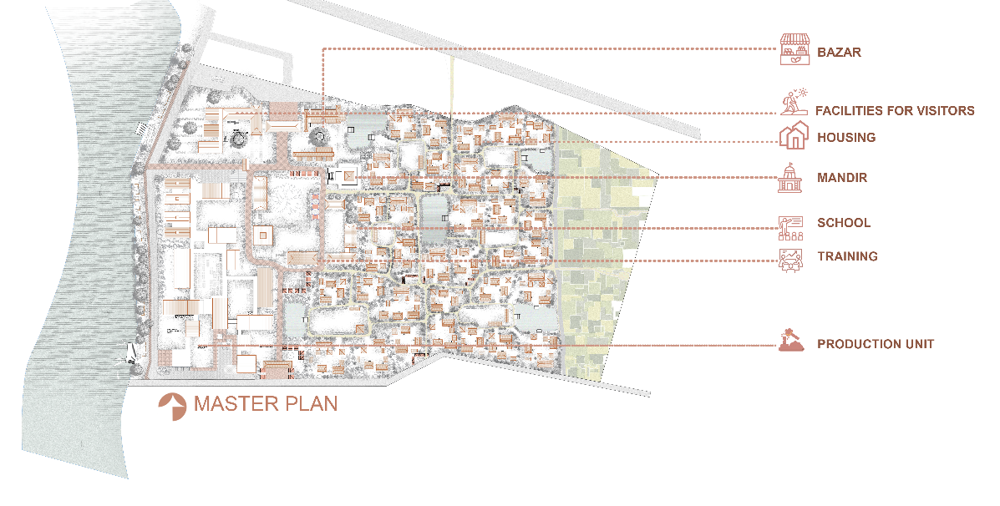 BAZAR
FACILITIES FOR VISITORS
HOUSING
MANDIR
SCHOOL
TRAINING
PRODUCTION UNIT
MASTER PLAN